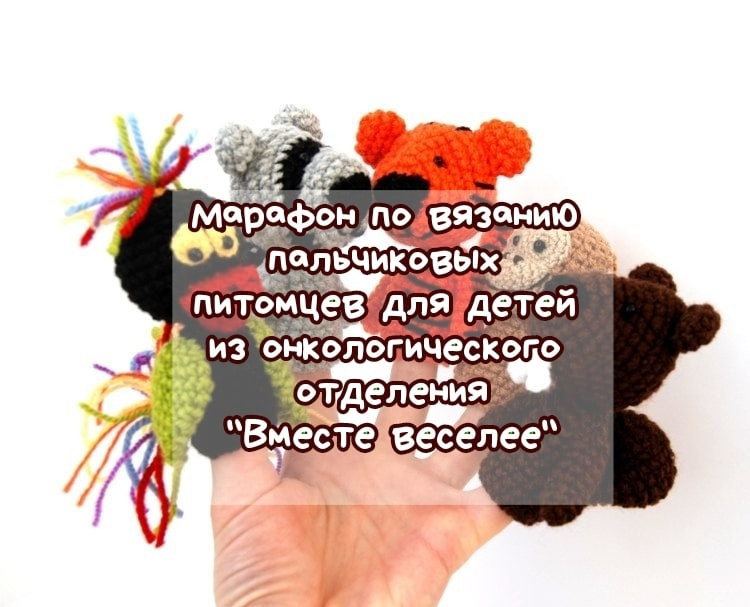 Марафон по вязанию
пальчиковых
питомцев для детей
из онкологического
отделения
"Вместе веселее"